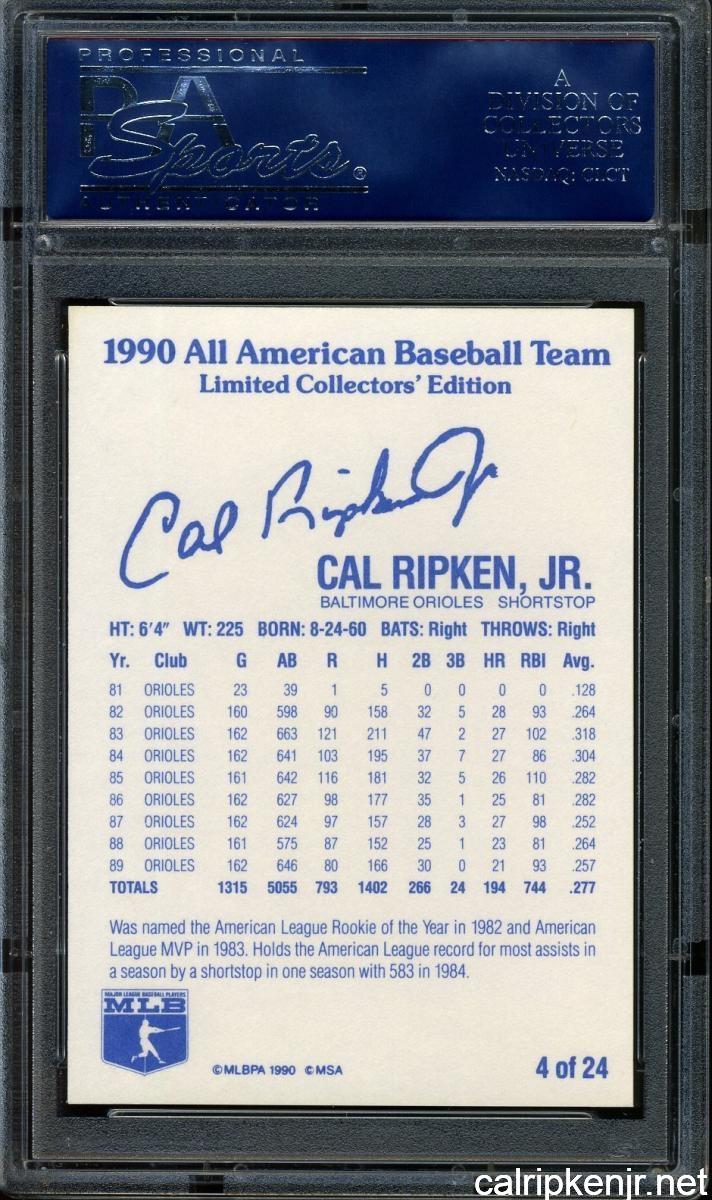 PROFESSIONAL
PSA
Sports®
AUTHENTICATOR
A
DIVISION OF
COLLECTORS
UNIVERSE
NASDAQ: CLCT
1990 All American Baseball Team
Limited Collectors' Edition
Cal Ripken Jr
CAL RIPKEN, JR.
BALTIMORE ORIOLES SHORTSTOP
HT: 6'4" WT: 225 BORN: 8-24-60 BATS: Right THROWS: Right
Yr. Club G AB R H 2B 3B HR RBI Avg.
81 ORIOLES 23 39 1 5 0 0 0 0 .128
82 ORIOLES 160 598 90 158 32 5 28 93 .264
83 ORIOLES 162 663 121 211 47 2 27 102 .318
84 ORIOLES 162 641 103 195 37 7 27 86 .304
85 ORIOLES 161 642 116 181 32 5 26 110 .282
86 ORIOLES 162 627 98 177 35 1 25 81 .282
87 ORIOLES 162 624 97 157 28 3 27 98 .252
88 ORIOLES 161 575 87 152 25 1 23 81 .264
89 ORIOLES 162 646 80 166 30 0 21 93 .257
TOTALS 1315 5055 793 1402 266 24 194 744 .277
Was named the American League Rookie of the Year in 1982 and American
League MVP in 1983. Holds the American League record for most assists in
a season by a shortstop in one season with 583 in 1984.
MAJOR LEAGUE BASEBALL PLAYERS
MLB
©MLBPA 1990 ©MSA
4 of 24
calripkenjr.net